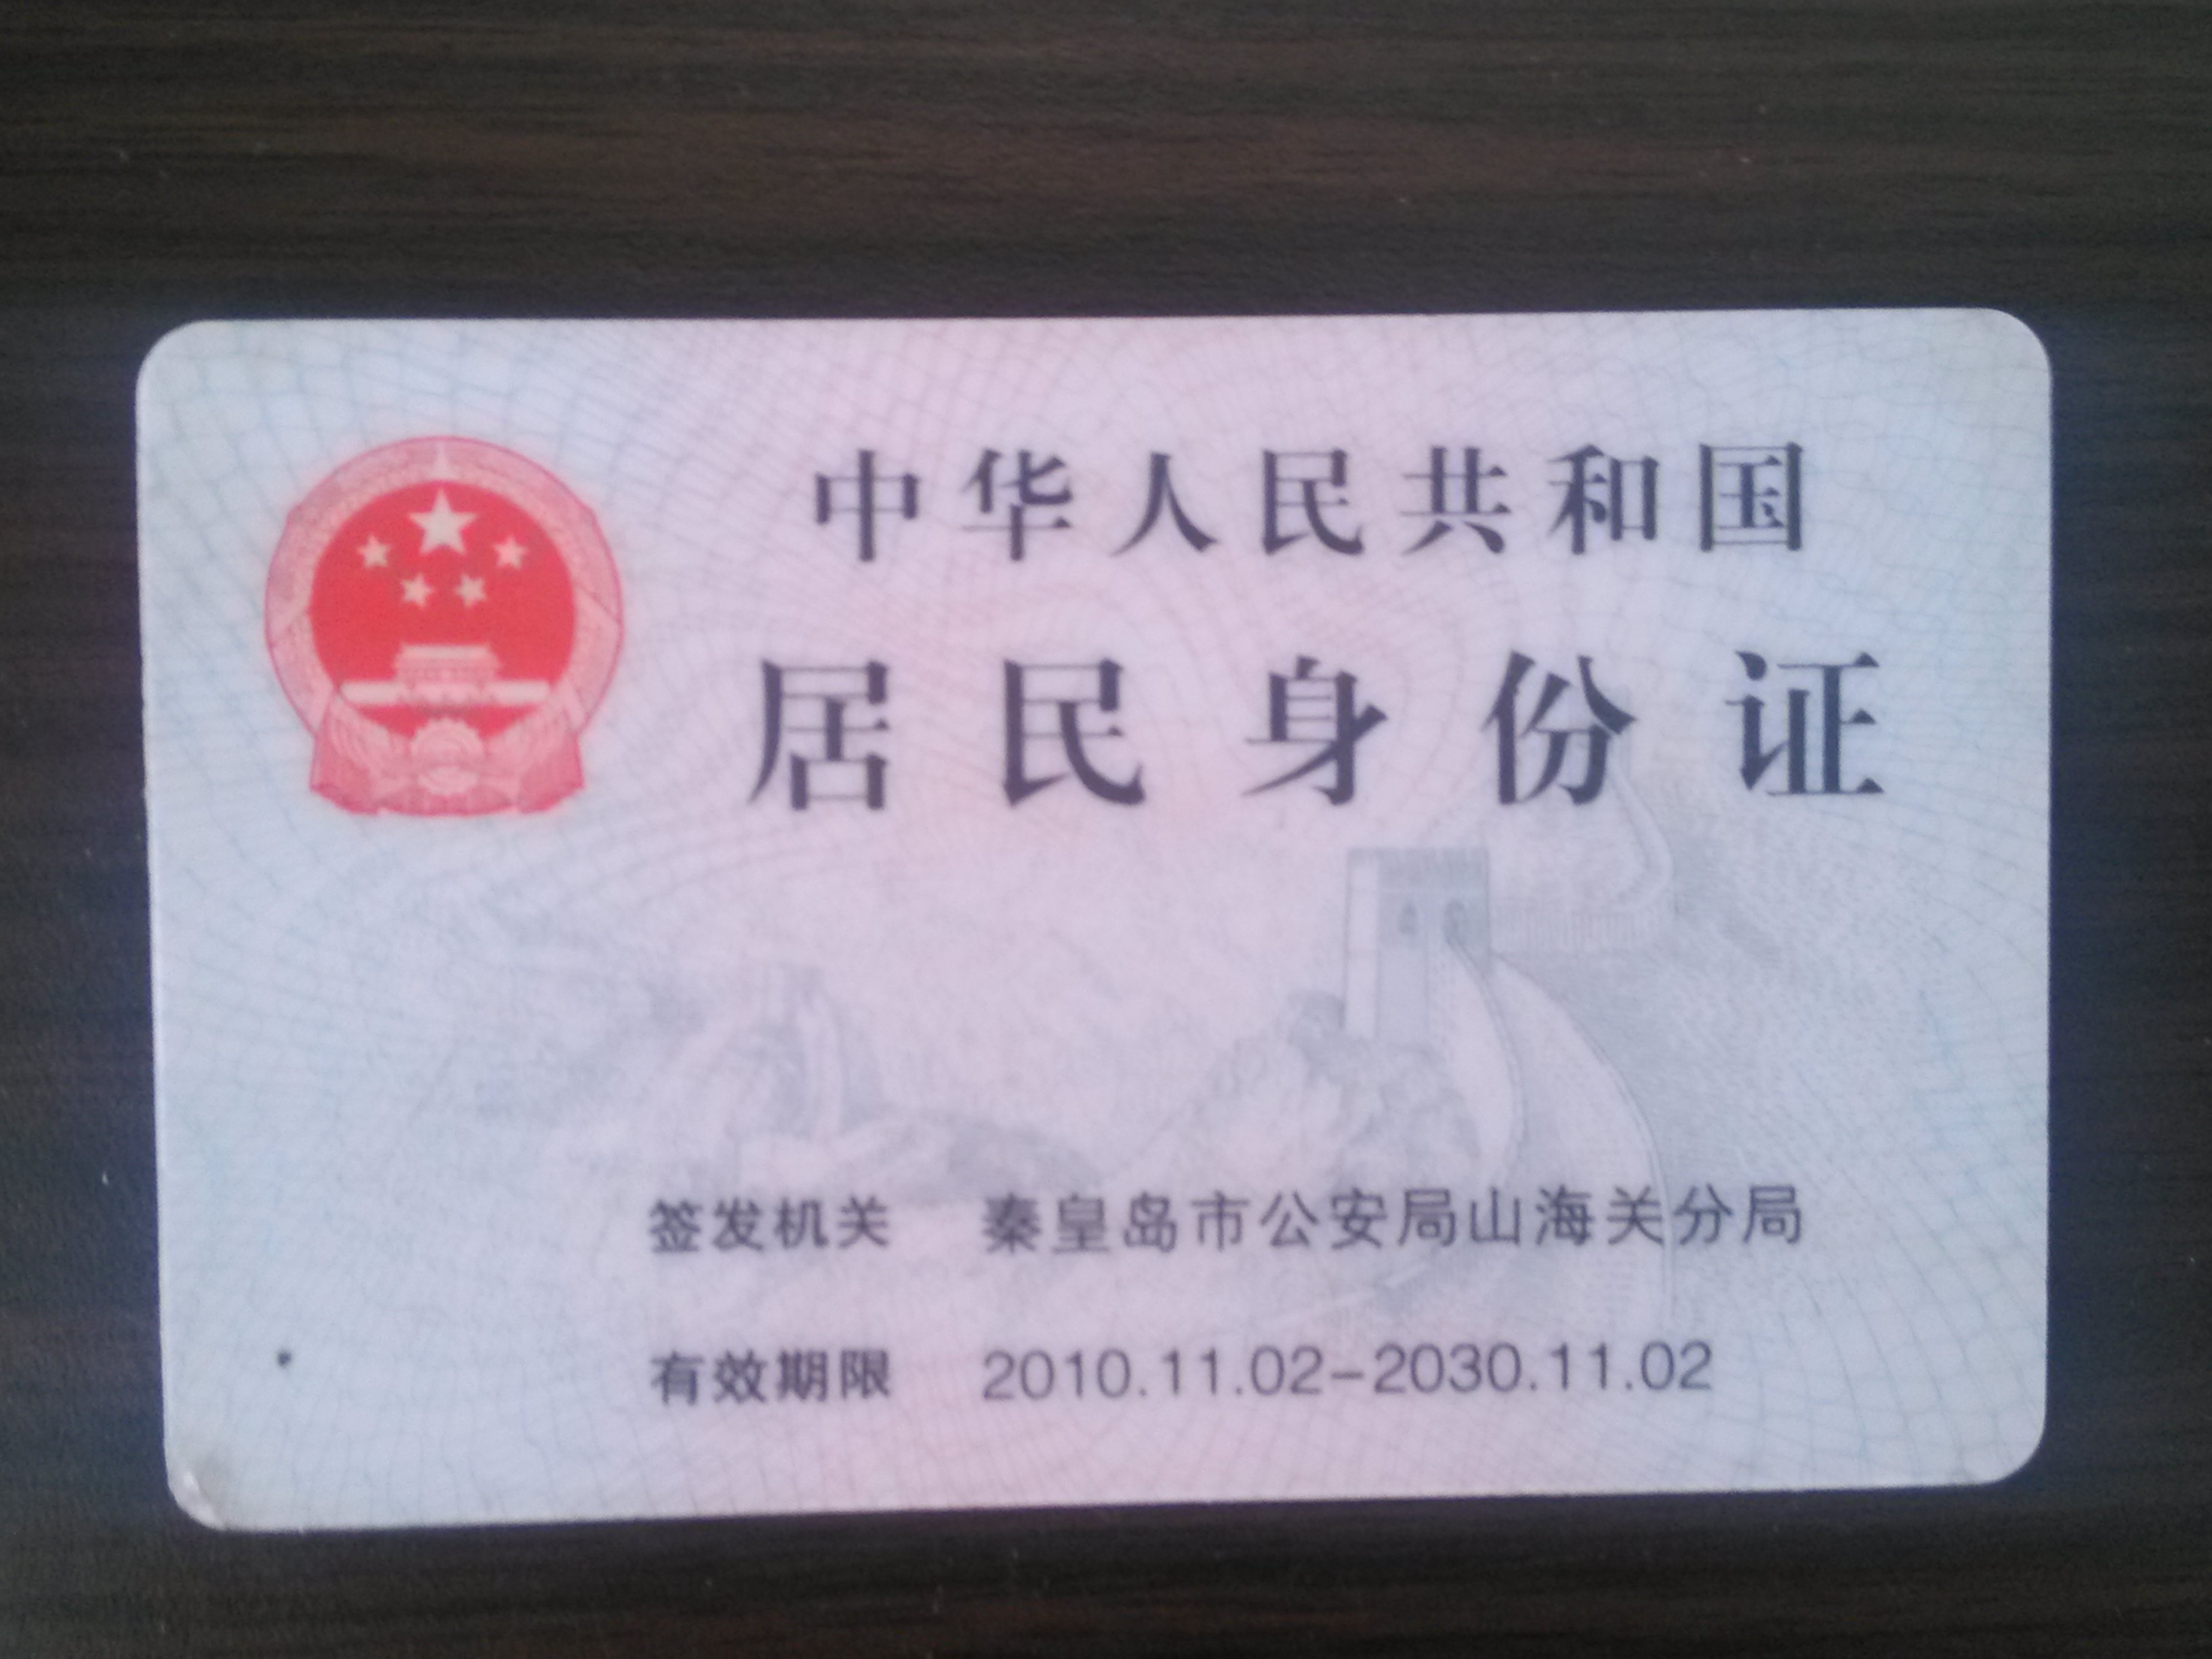 中华人民共和国
居民身份证
签发机关 秦皇岛市公安局山海关分局
有效期限 2010.11.02-2030.11.02